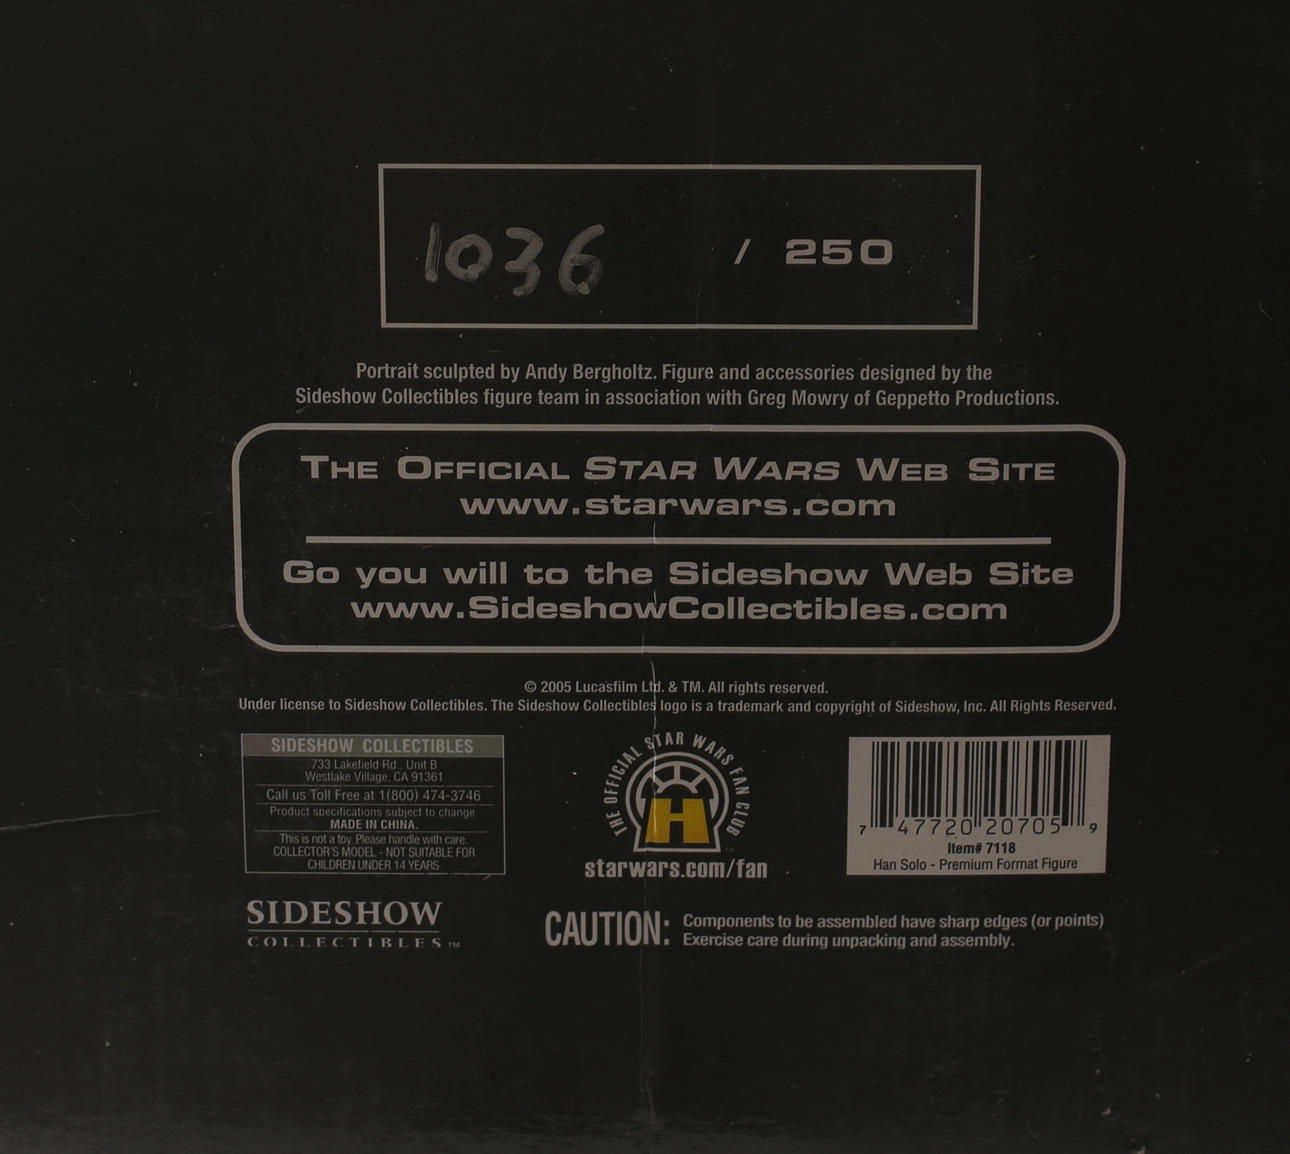 1036 / 250
Portrait sculpted by Andy Bergholtz. Figure and accessories designed by the
Sideshow Collectibles figure team in association with Greg Mowry of Geppetto Productions.
THE OFFICIAL STAR WARS WEB SITE
www.starwars.com
Go you will to the Sideshow Web Site
www.SideshowCollectibles.com
© 2005 Lucasfilm Ltd. & TM. All rights reserved.
Under license to Sideshow Collectibles. The Sideshow Collectibles logo is a trademark and copyright of Sideshow, Inc. All Rights Reserved.
SIDESHOW COLLECTIBLES
733 Lakefield Rd., Unit B
Westlake Village, CA 91361
Call us Toll Free at 1(800) 474-3746
Product specifications subject to change.
MADE IN CHINA.
This is not a toy. Please handle with care.
COLLECTOR'S MODEL - NOT SUITABLE FOR
CHILDREN UNDER 14 YEARS
THE OFFICIAL STAR WARS FAN CLUB
H
starwars.com/fan
7 47720 20705 9
Item# 7118
Han Solo - Premium Format Figure
SIDESHOW
COLLECTIBLES™
CAUTION: Components to be assembled have sharp edges (or points)
Exercise care during unpacking and assembly.